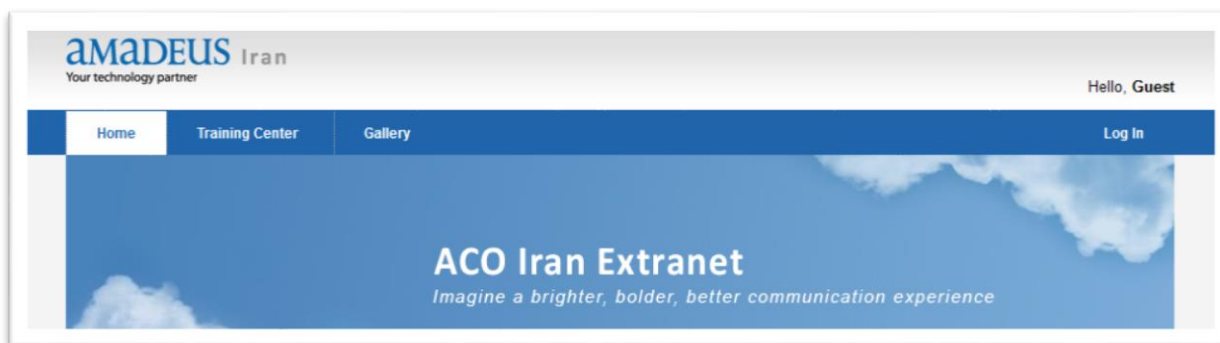 amadeus Iran
Your technology partner
Hello, Guest
Home Training Center Gallery Log In
ACO Iran Extranet
Imagine a brighter, bolder, better communication experience